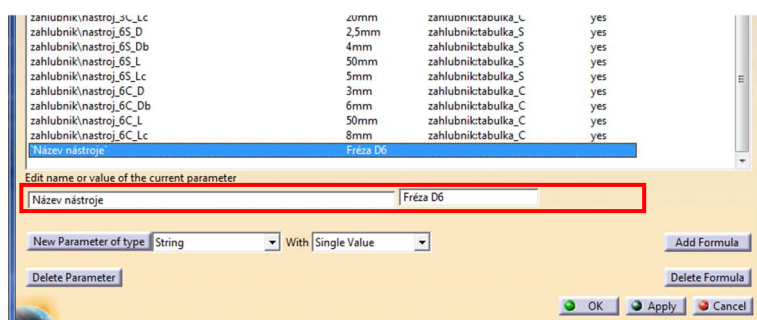 zahlubnik\nastroj_3C_Lc 20mm zahlubnik:tabulka_C yes
zahlubnik\nastroj_6S_D 2,5mm zahlubnik:tabulka_S yes
zahlubnik\nastroj_6S_Db 4mm zahlubnik:tabulka_S yes
zahlubnik\nastroj_6S_L 50mm zahlubnik:tabulka_S yes
zahlubnik\nastroj_6S_Lc 5mm zahlubnik:tabulka_S yes
zahlubnik\nastroj_6C_D 3mm zahlubnik:tabulka_C yes
zahlubnik\nastroj_6C_Db 6mm zahlubnik:tabulka_C yes
zahlubnik\nastroj_6C_L 50mm zahlubnik:tabulka_C yes
zahlubnik\nastroj_6C_Lc 8mm zahlubnik:tabulka_C yes
`Název nástroje` Fréza D6
Edit name or value of the current parameter
Název nástroje Fréza D6
New Parameter of type String With Single Value Add Formula
Delete Parameter Delete Formula
OK Apply Cancel